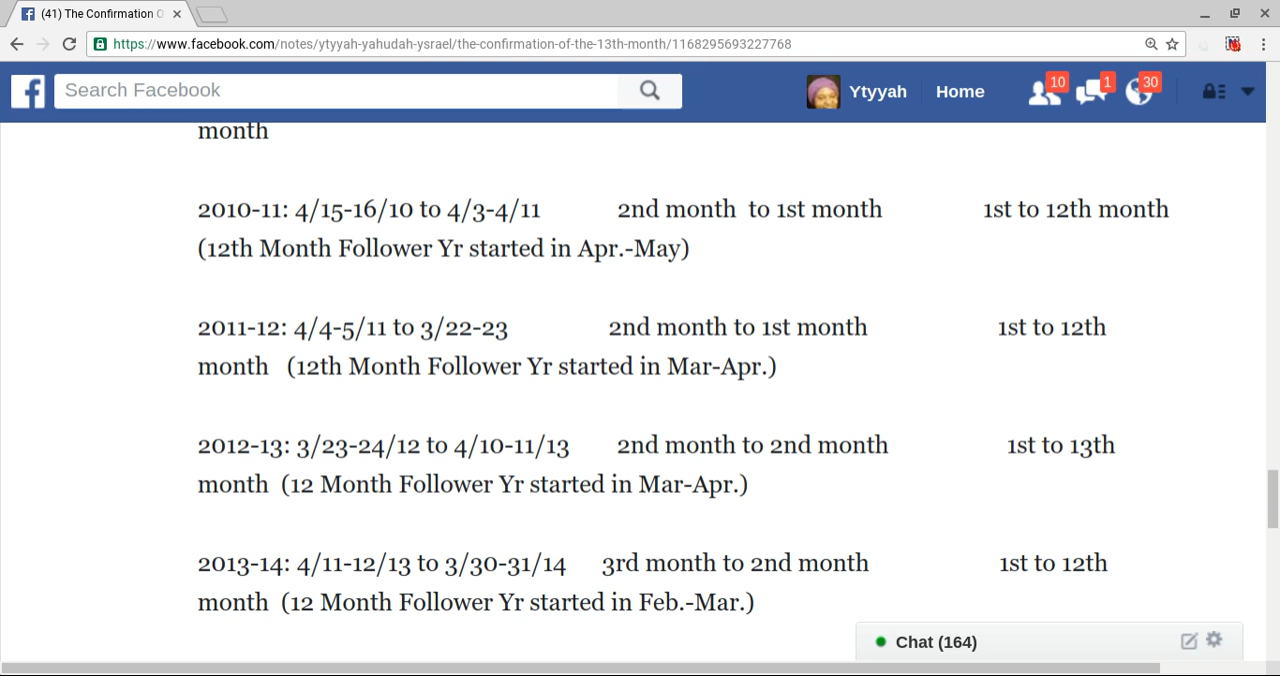 (41) The Confirmation O
https://www.facebook.com/notes/ytyyah-yahudah-ysrael/the-confirmation-of-the-13th-month/1168295693227768
f Search Facebook Ytyyah Home 10 1 30
month
2010-11: 4/15-16/10 to 4/3-4/11 2nd month to 1st month 1st to 12th month
(12th Month Follower Yr started in Apr.-May)
2011-12: 4/4-5/11 to 3/22-23 2nd month to 1st month 1st to 12th
month (12th Month Follower Yr started in Mar-Apr.)
2012-13: 3/23-24/12 to 4/10-11/13 2nd month to 2nd month 1st to 13th
month (12 Month Follower Yr started in Mar-Apr.)
2013-14: 4/11-12/13 to 3/30-31/14 3rd month to 2nd month 1st to 12th
month (12 Month Follower Yr started in Feb.-Mar.)
Chat (164)